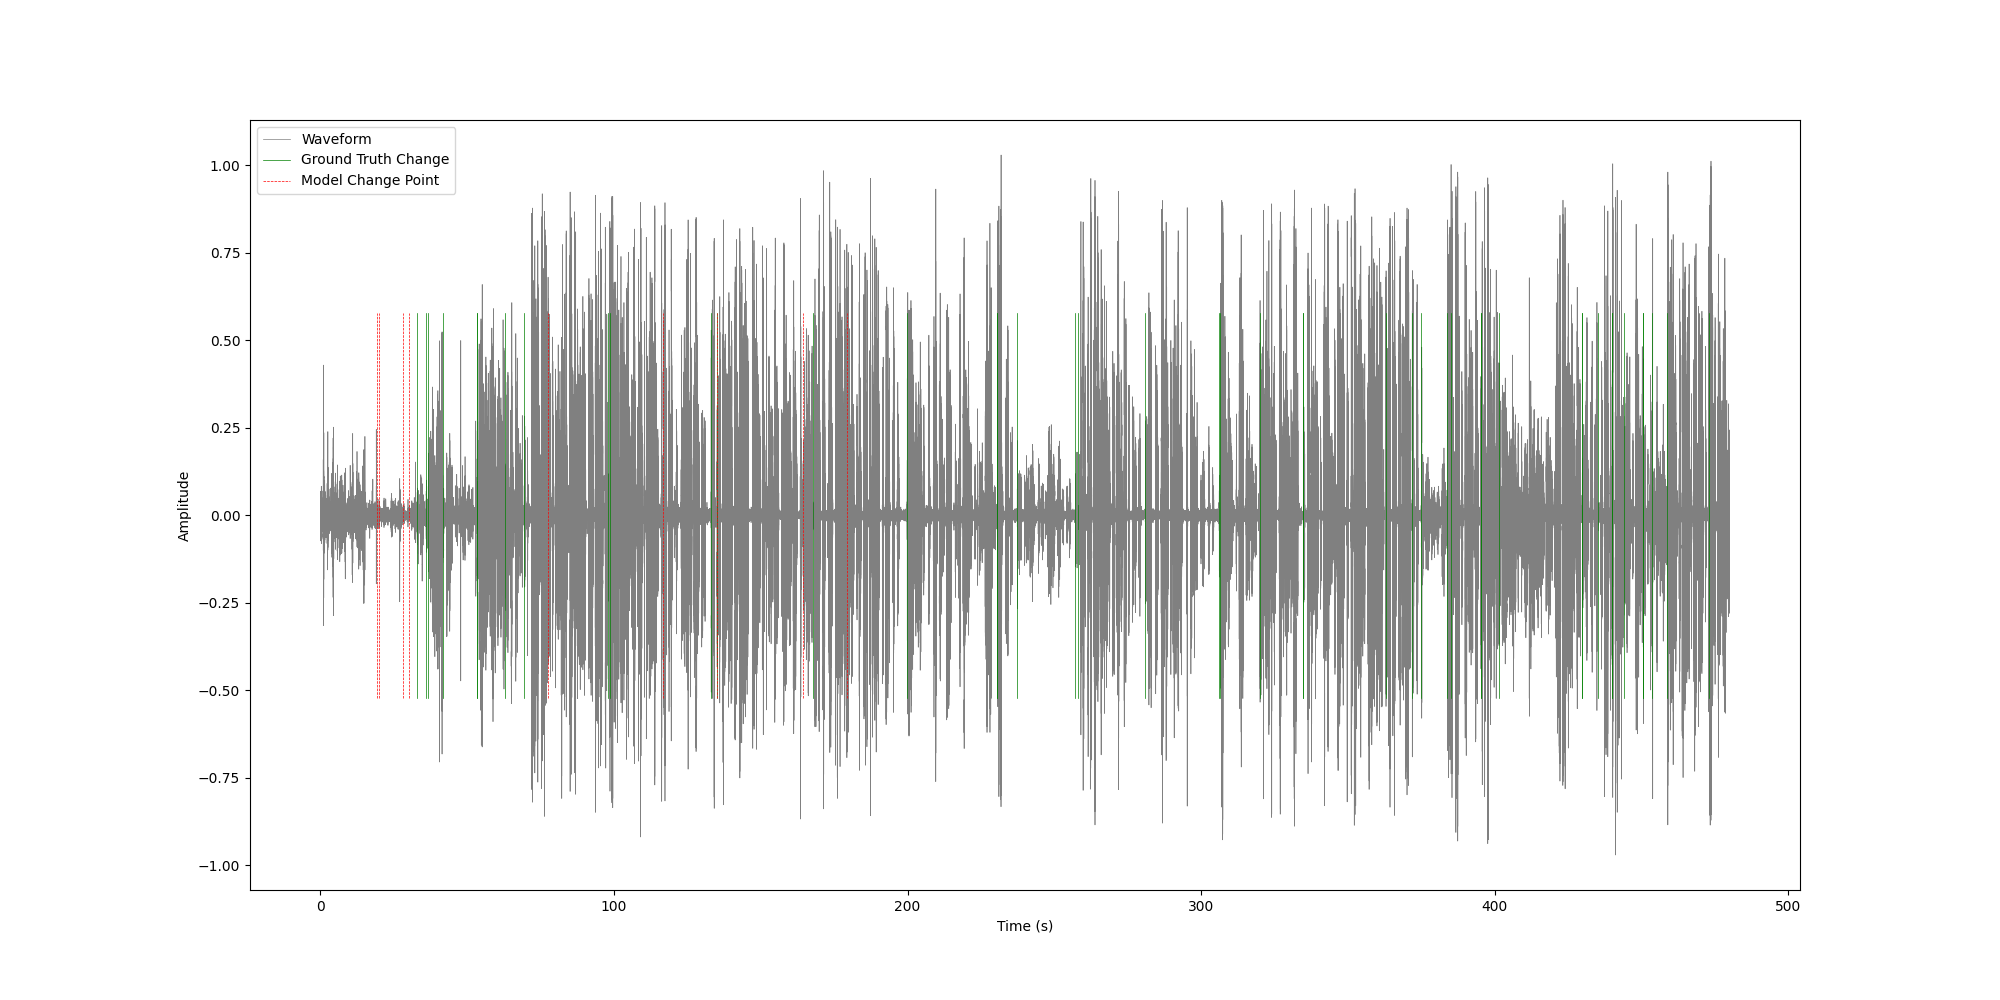 Waveform
Ground Truth Change
Model Change Point
1.00
0.75
0.50
0.25
0.00
−0.25
−0.50
−0.75
−1.00
Amplitude
0 100 200 300 400 500
Time (s)